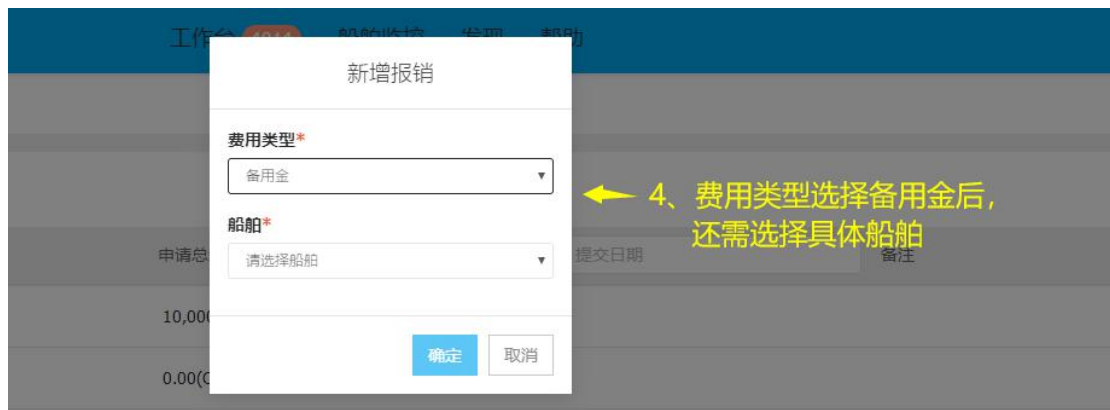 工作台 船舶监控 发现 帮助
新增报销
费用类型*
备用金
4、费用类型选择备用金后，
还需选择具体船舶
船舶*
请选择船舶
申请总 提交日期 备注
10,000
确定 取消
0.00(C